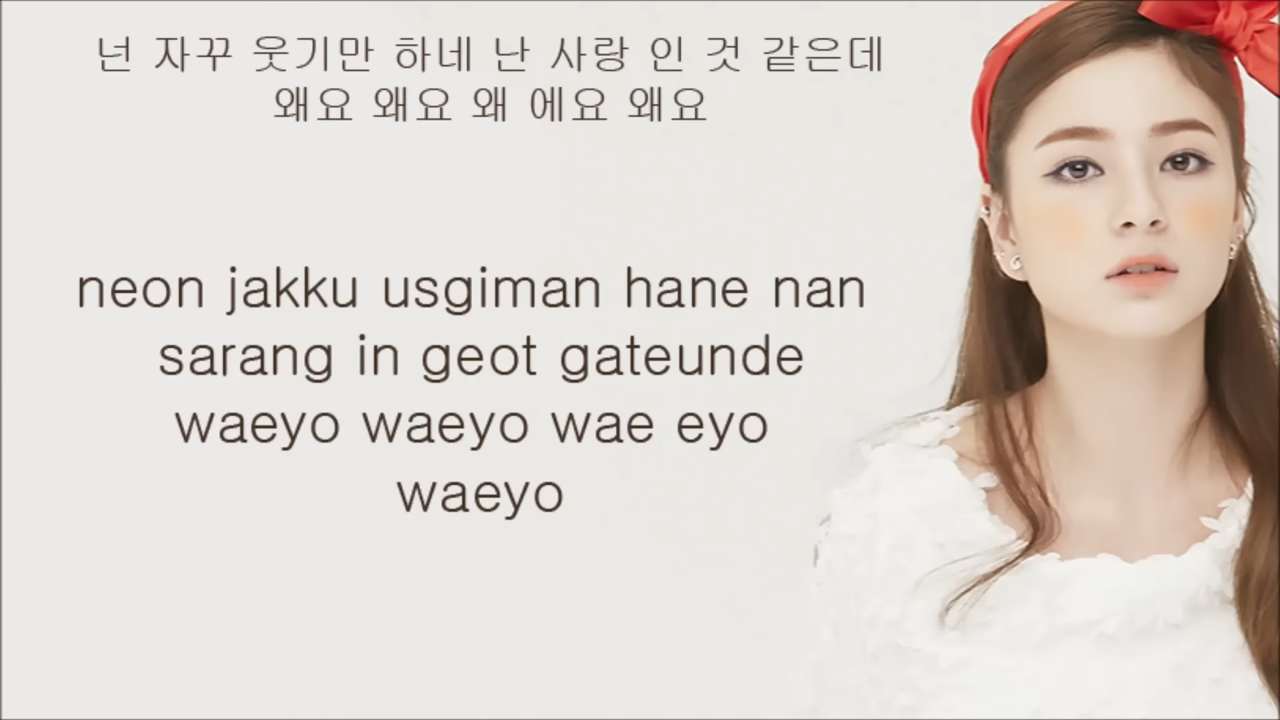 넌 자꾸 웃기만 하네 난 사랑 인 것 같은데
왜요 왜요 왜 에요 왜요
neon jakku usgiman hane nan
sarang in geot gateunde
waeyo waeyo wae eyo
waeyo